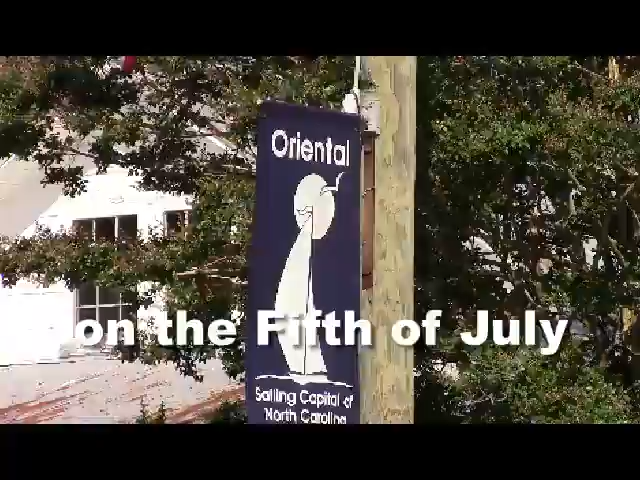 Oriental
on the Fifth of July
Sailing Capital of
North Carolina